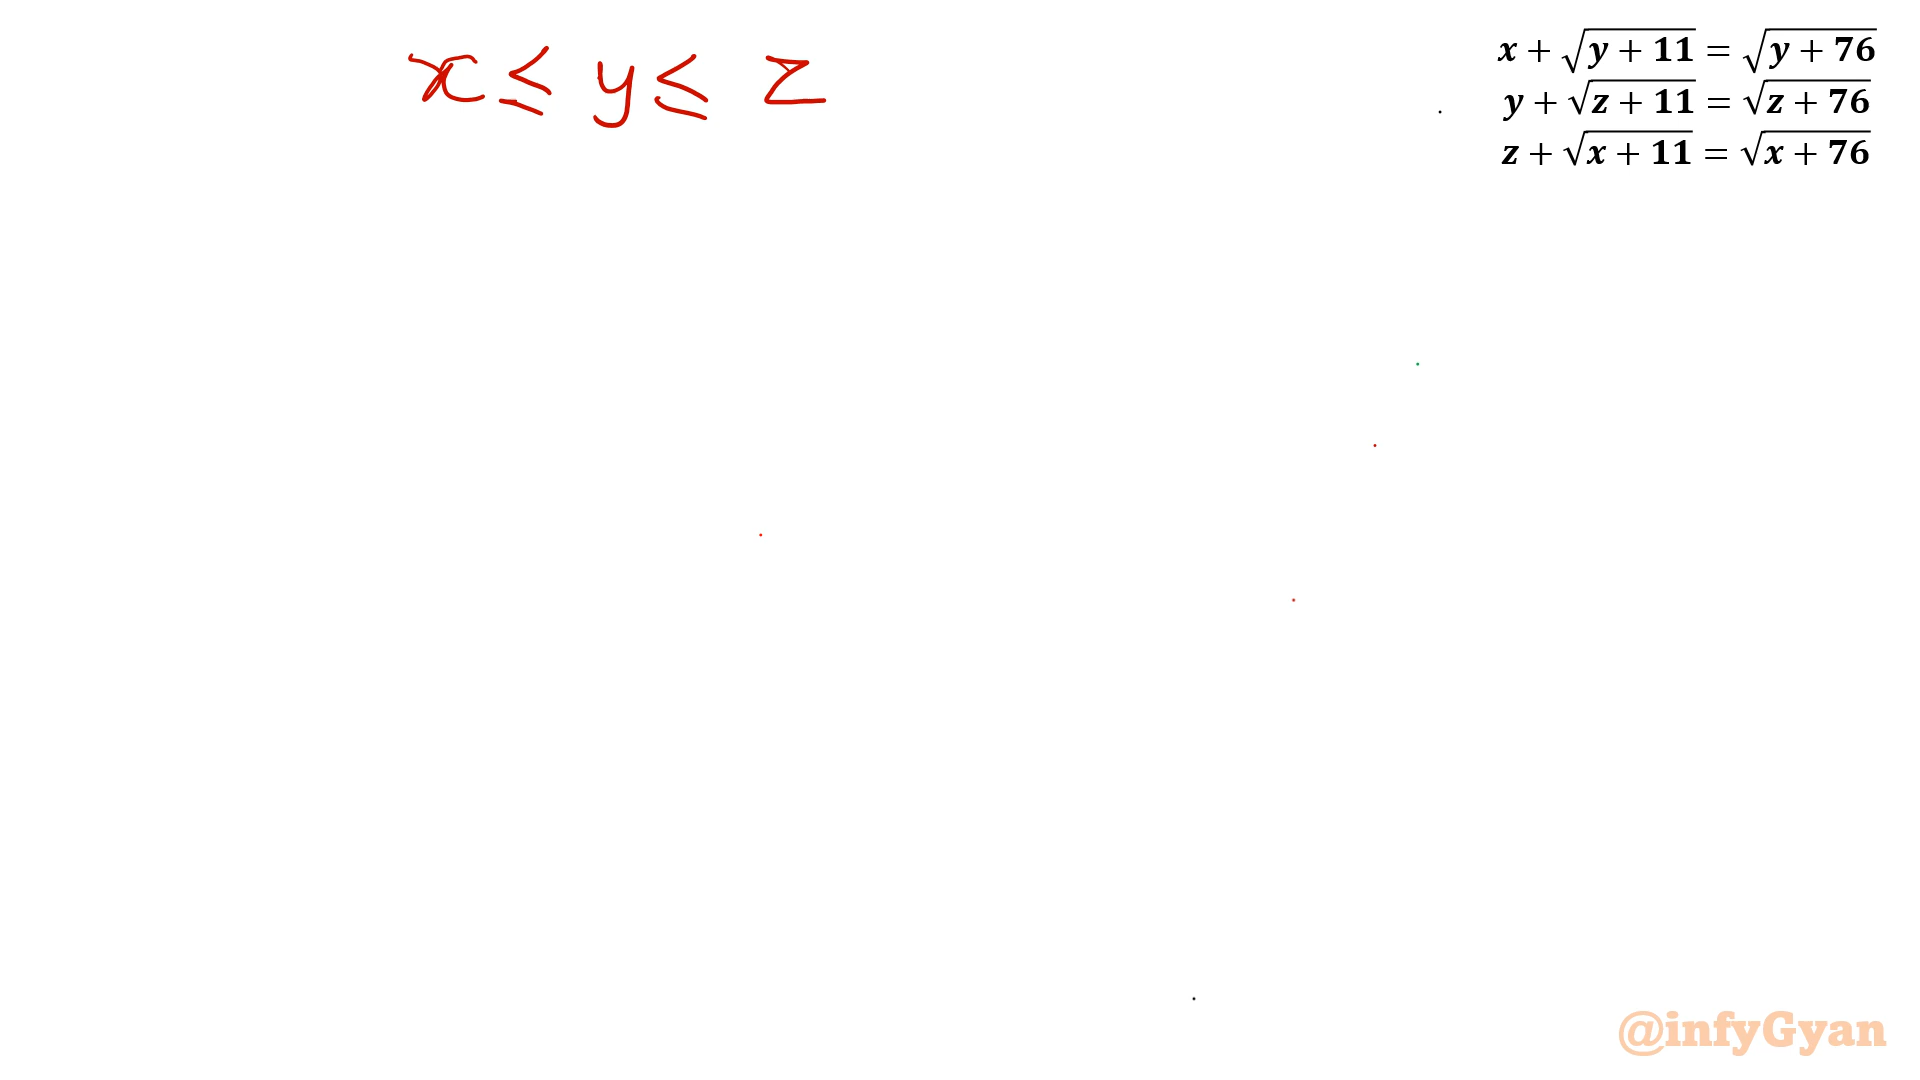 x ≤ y ≤ z
x + √(y + 11) = √(y + 76)
y + √(z + 11) = √(z + 76)
z + √(x + 11) = √(x + 76)
@infyGyan